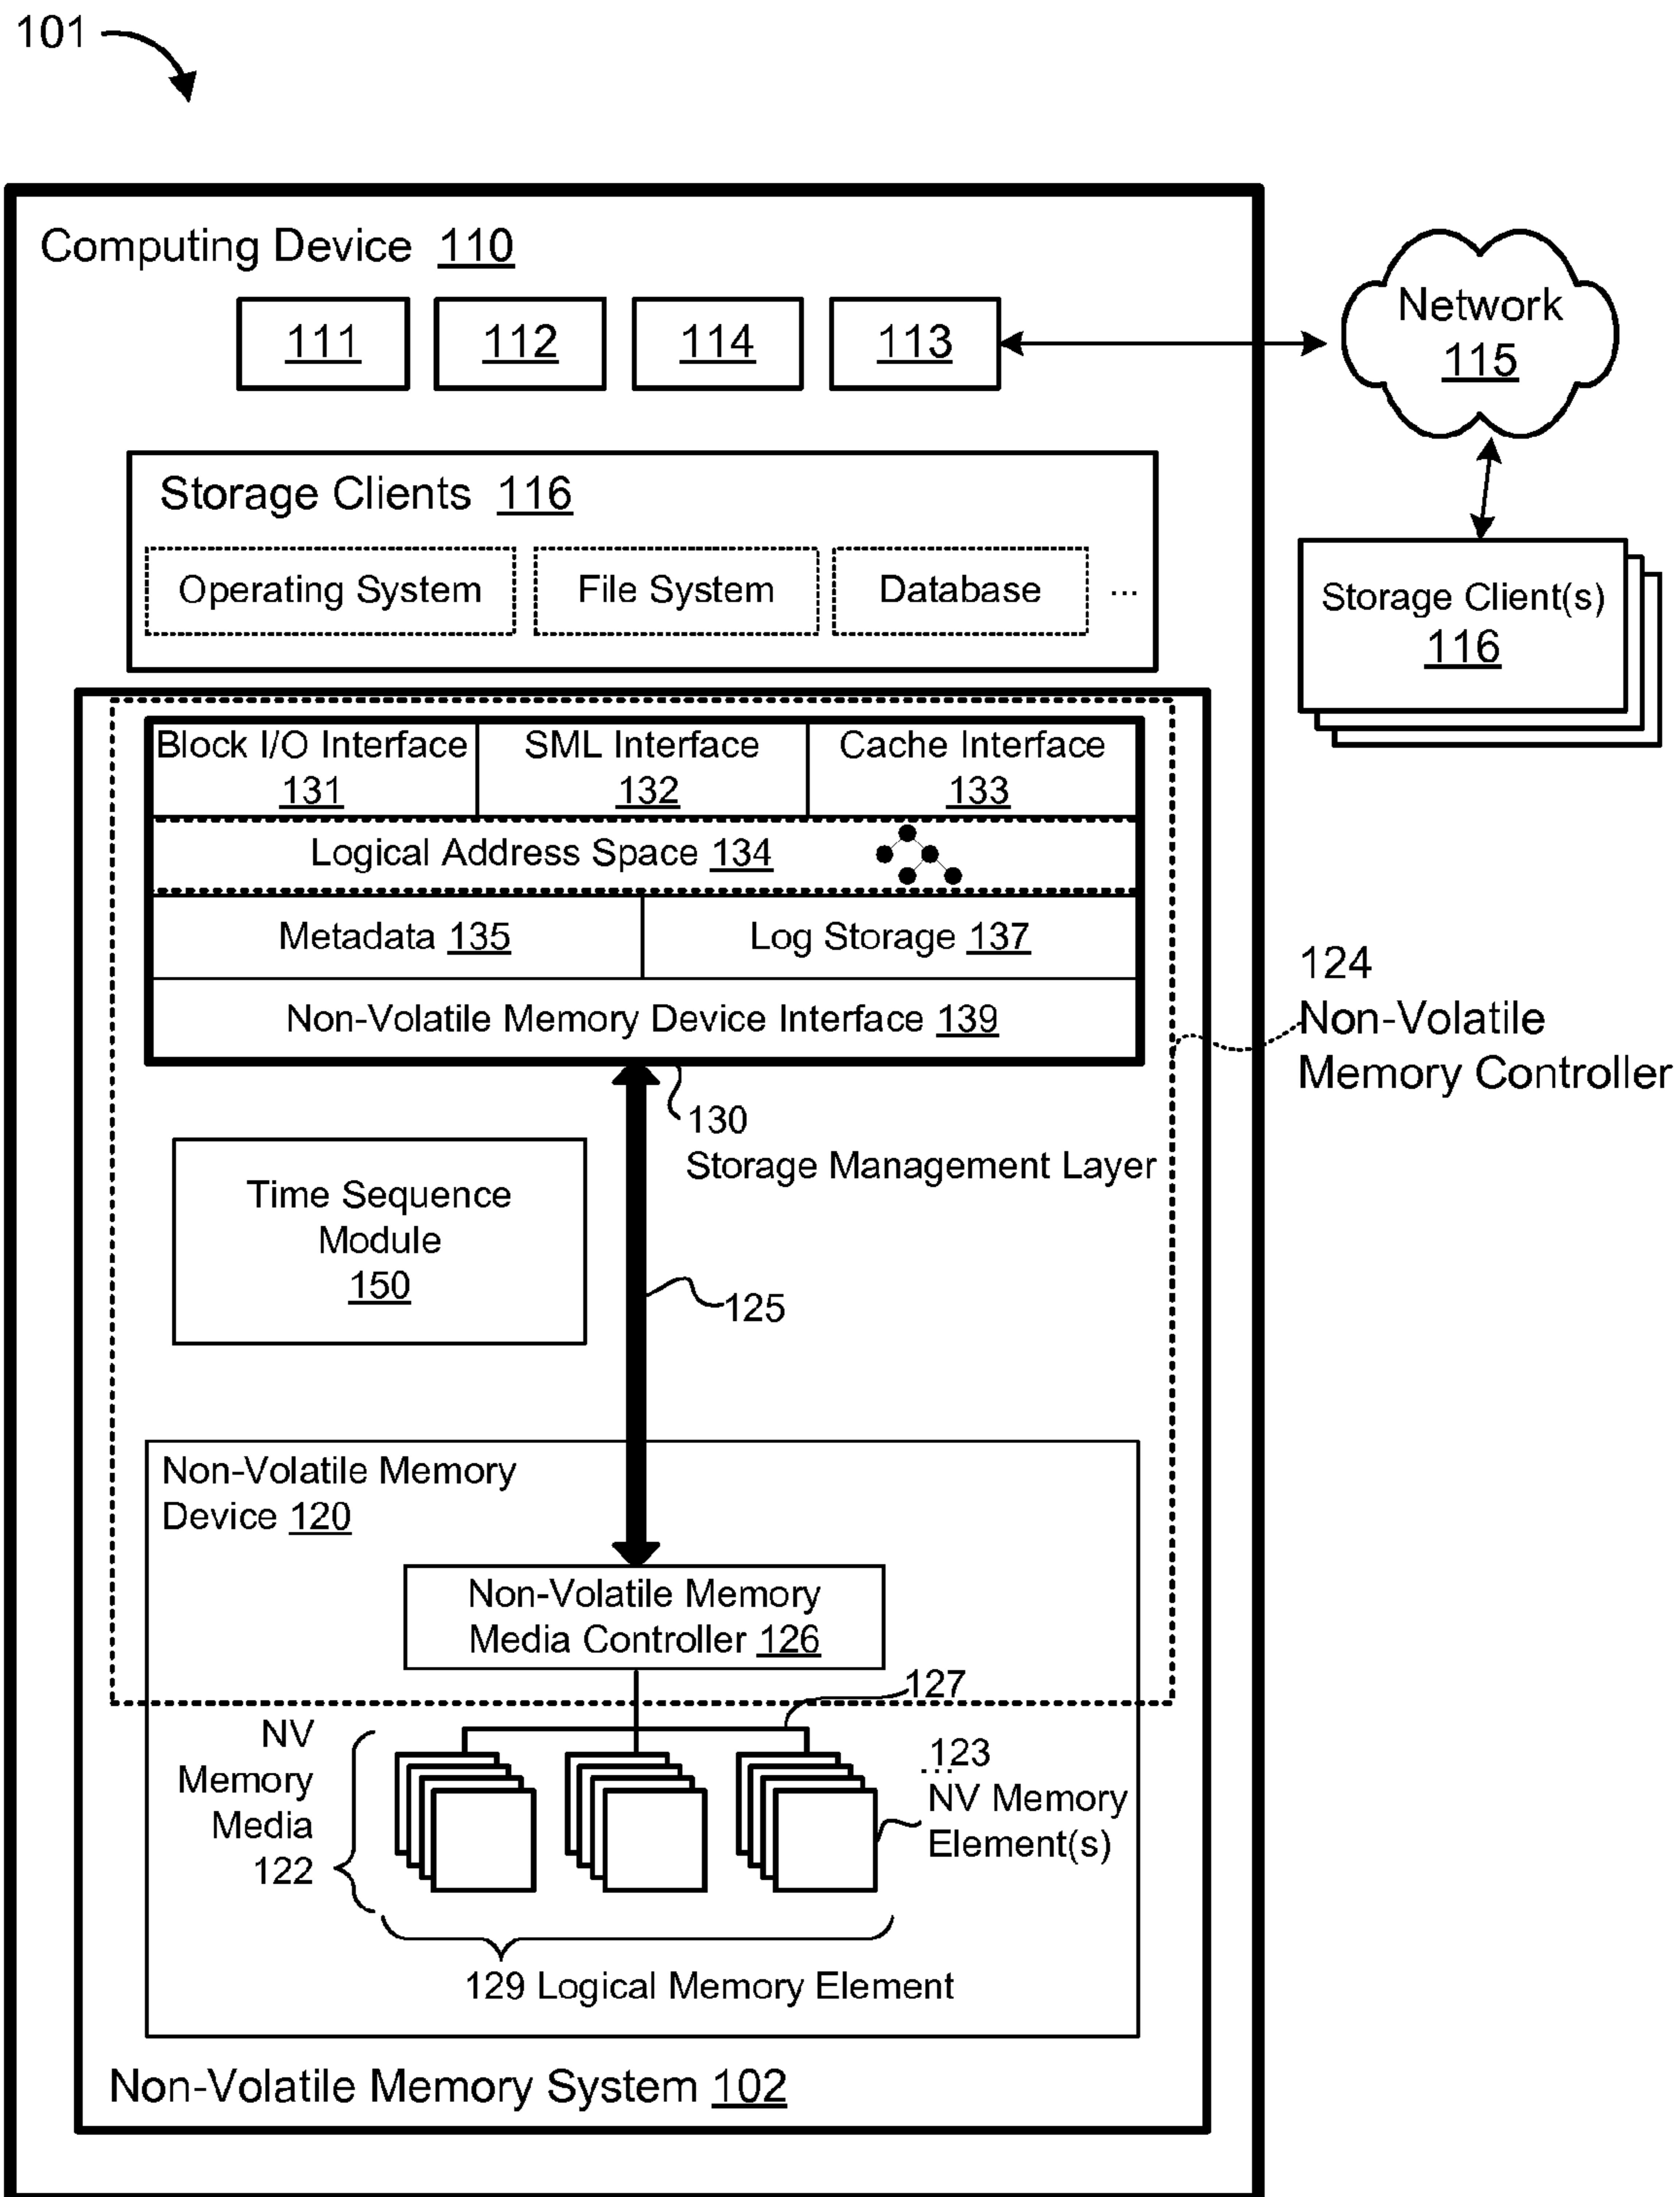 101
Computing Device 110
111
112
114
113
Network
115
Storage Clients 116
Operating System
File System
Database
...
Storage Client(s)
116
Block I/O Interface
131
SML Interface
132
Cache Interface
133
Logical Address Space 134
Metadata 135
Log Storage 137
Non-Volatile Memory Device Interface 139
124
Non-Volatile
Memory Controller
130
Storage Management Layer
Time Sequence
Module
150
125
Non-Volatile Memory
Device 120
Non-Volatile Memory
Media Controller 126
127
NV
Memory
Media
122
...
123
NV Memory
Element(s)
129 Logical Memory Element
Non-Volatile Memory System 102